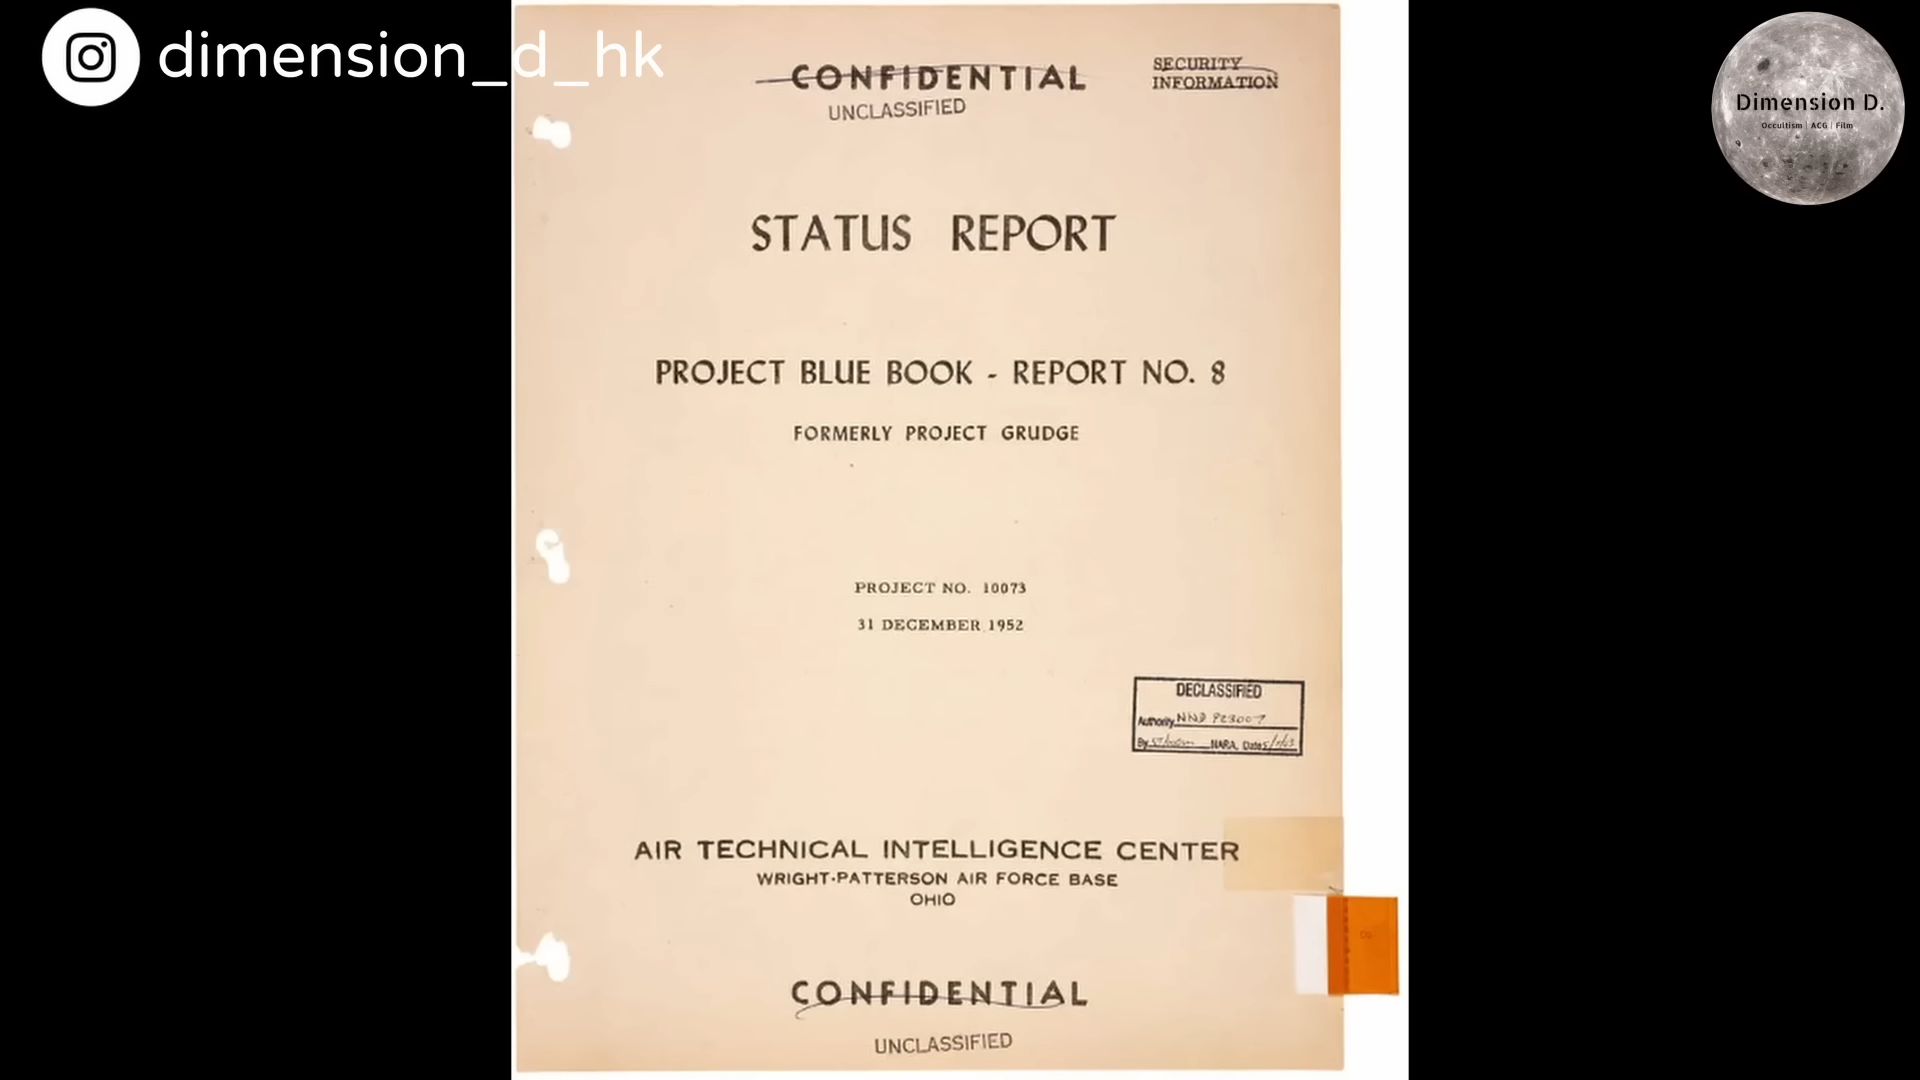 dimension_d_hk
CONFIDENTIAL
UNCLASSIFIED
SECURITY
INFORMATION
Dimension D.
Occultism | ACG | Film
STATUS REPORT
PROJECT BLUE BOOK - REPORT NO. 8
FORMERLY PROJECT GRUDGE
PROJECT NO. 10073
31 DECEMBER 1952
DECLASSIFIED
Authority NND
By NARA, Date
AIR TECHNICAL INTELLIGENCE CENTER
WRIGHT-PATTERSON AIR FORCE BASE
OHIO
CONFIDENTIAL
UNCLASSIFIED